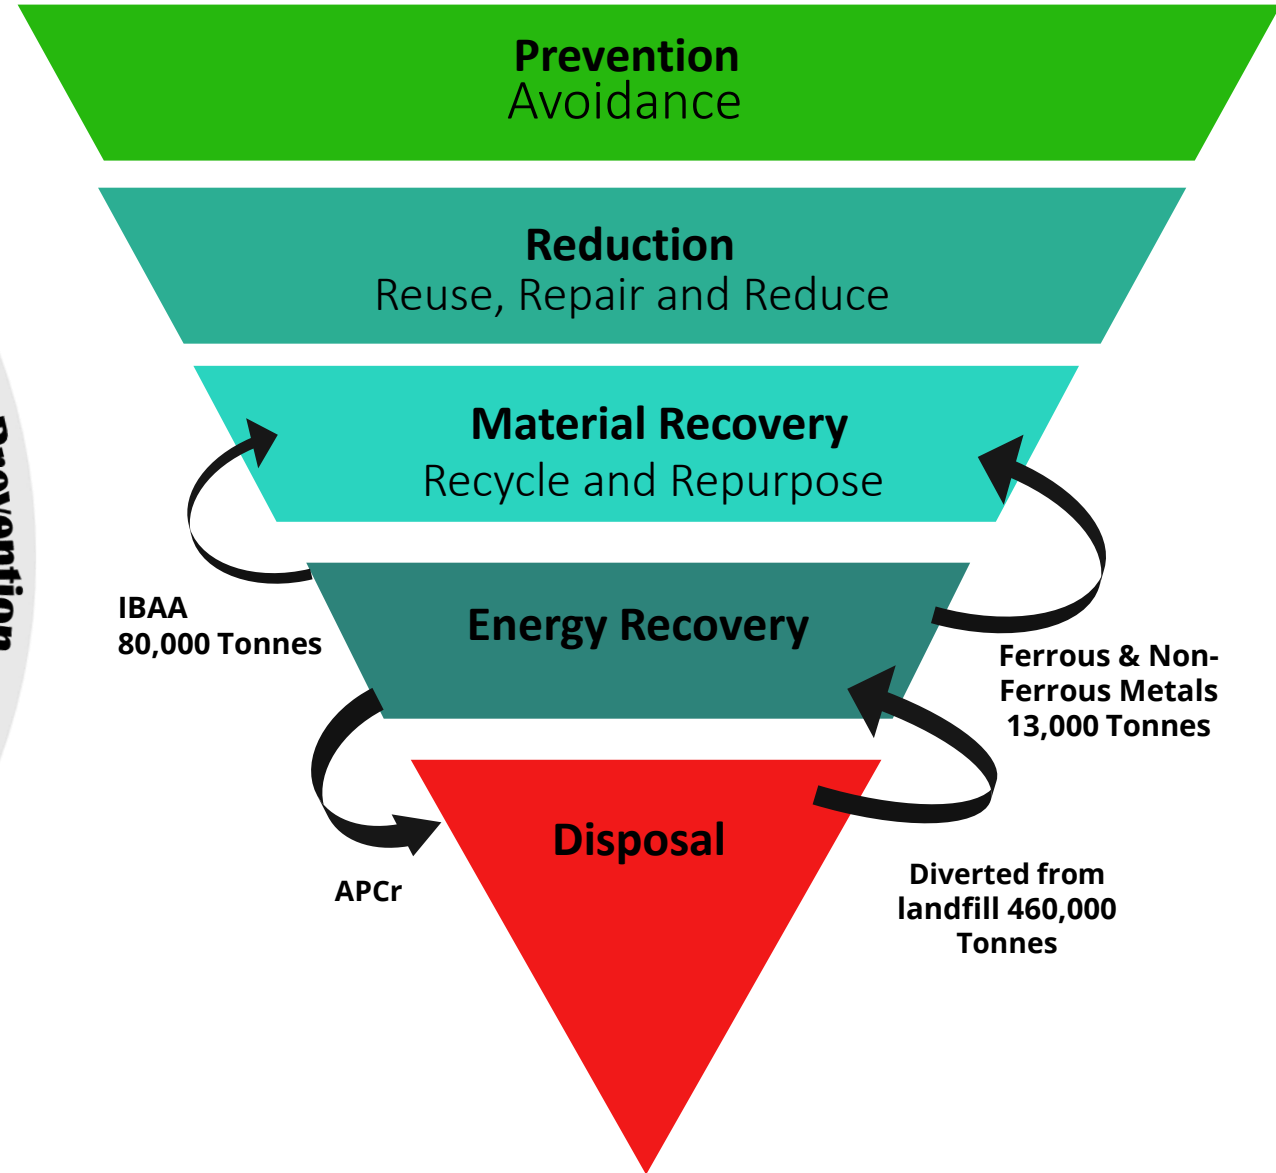 Prevention
Avoidance
Reduction
Reuse, Repair and Reduce
Material Recovery
Recycle and Repurpose
Prevention
IBAA
80,000 Tonnes
Energy Recovery
Ferrous & Non-
Ferrous Metals
13,000 Tonnes
Disposal
APCr
Diverted from
landfill 460,000
Tonnes